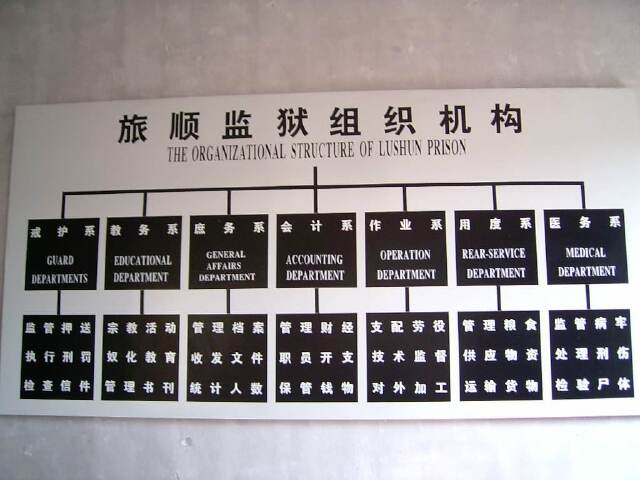 旅顺监狱组织机构
THE ORGANIZATIONAL STRUCTURE OF LUSHUN PRISON
戒护系
GUARD
DEPARTMENTS
教务系
EDUCATIONAL
DEPARTMENT
庶务系
GENERAL
AFFAIRS
DEPARTMENT
会计系
ACCOUNTING
DEPARTMENT
作业系
OPERATION
DEPARTMENT
用度系
REAR-SERVICE
DEPARTMENT
医务系
MEDICAL
DEPARTMENT
监管押送
执行刑罚
检查信件
宗教活动
奴化教育
管理书刊
管理档案
收发文件
统计人数
管理财经
职员开支
保管钱物
支配劳役
技术监督
对外加工
管理粮食
供应物资
运输货物
监管病牢
处理刑伤
检验尸体